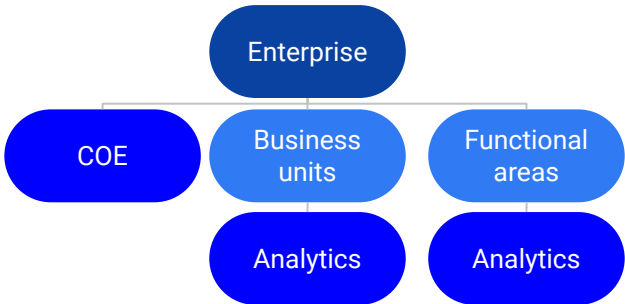 Enterprise
COE
Business
units
Functional
areas
Analytics
Analytics